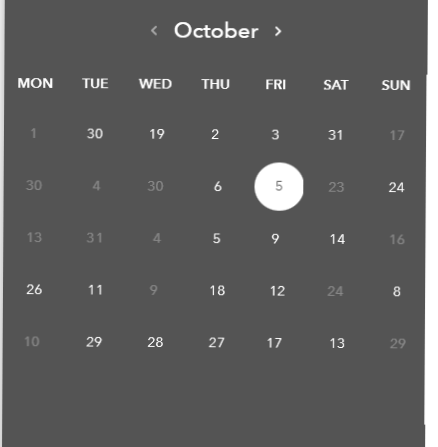 ‹ October ›
MON TUE WED THU FRI SAT SUN
1 30 19 2 3 31 17
30 4 30 6 5 23 24
13 31 4 5 9 14 16
26 11 9 18 12 24 8
10 29 28 27 17 13 29